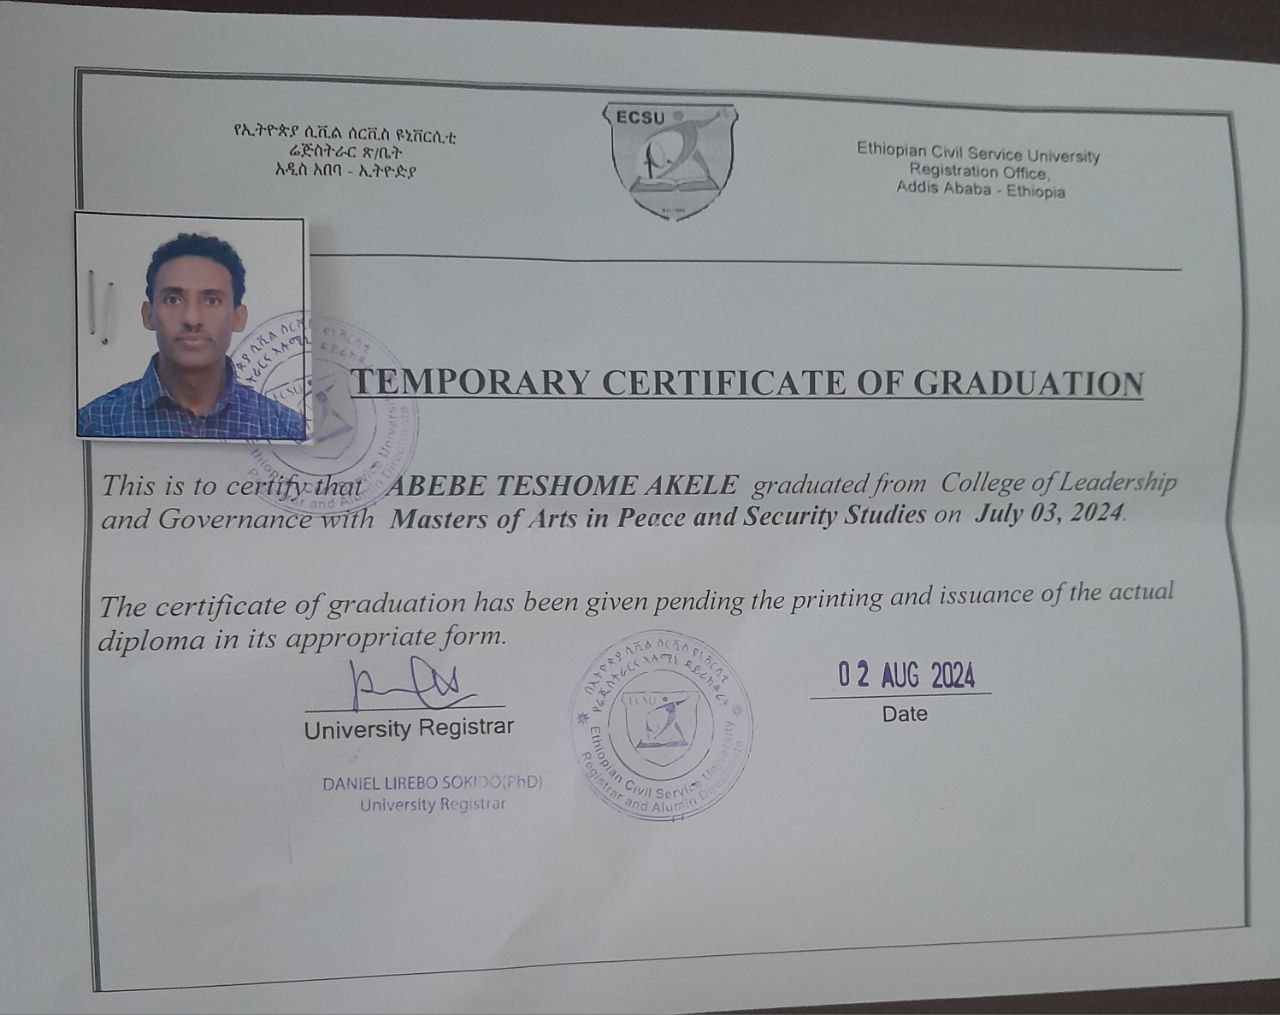 የኢትዮጵያ ሲቪል ሰርቪስ ዩኒቨርሲቲ
ሬጅስትራር ጽ/ቤት
አዲስ አበባ - ኢትዮጵያ
ECSU
Ethiopian Civil Service University
Registration Office,
Addis Ababa - Ethiopia
TEMPORARY CERTIFICATE OF GRADUATION
This is to certify that ABEBE TESHOME AKELE graduated from College of Leadership
and Governance with Masters of Arts in Peace and Security Studies on July 03, 2024.
The certificate of graduation has been given pending the printing and issuance of the actual
diploma in its appropriate form.
University Registrar
DANIEL LIREBO SOKIDO(PhD)
University Registrar
ECSU
Ethiopian Civil Service University
Registrar and Alumin Directorate
02 AUG 2024
Date